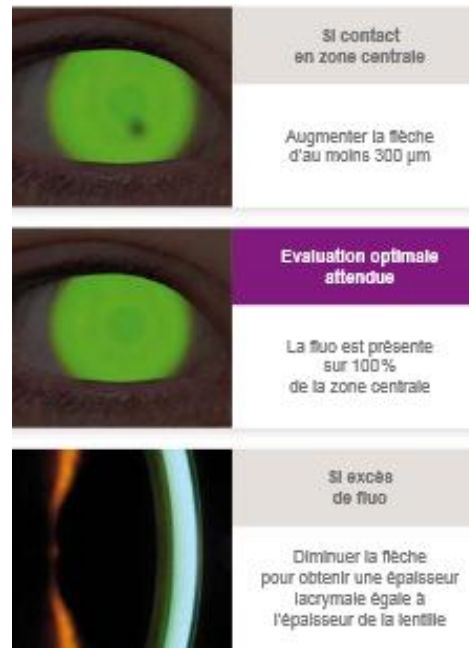 Si contact
en zone centrale
Augmenter la flèche
d'au moins 300 µm
Evaluation optimale
attendue
La fluo est présente
sur 100%
de la zone centrale
Si excès
de fluo
Diminuer la flèche
pour obtenir une épaisseur
lacrymale égale à
l'épaisseur de la lentille